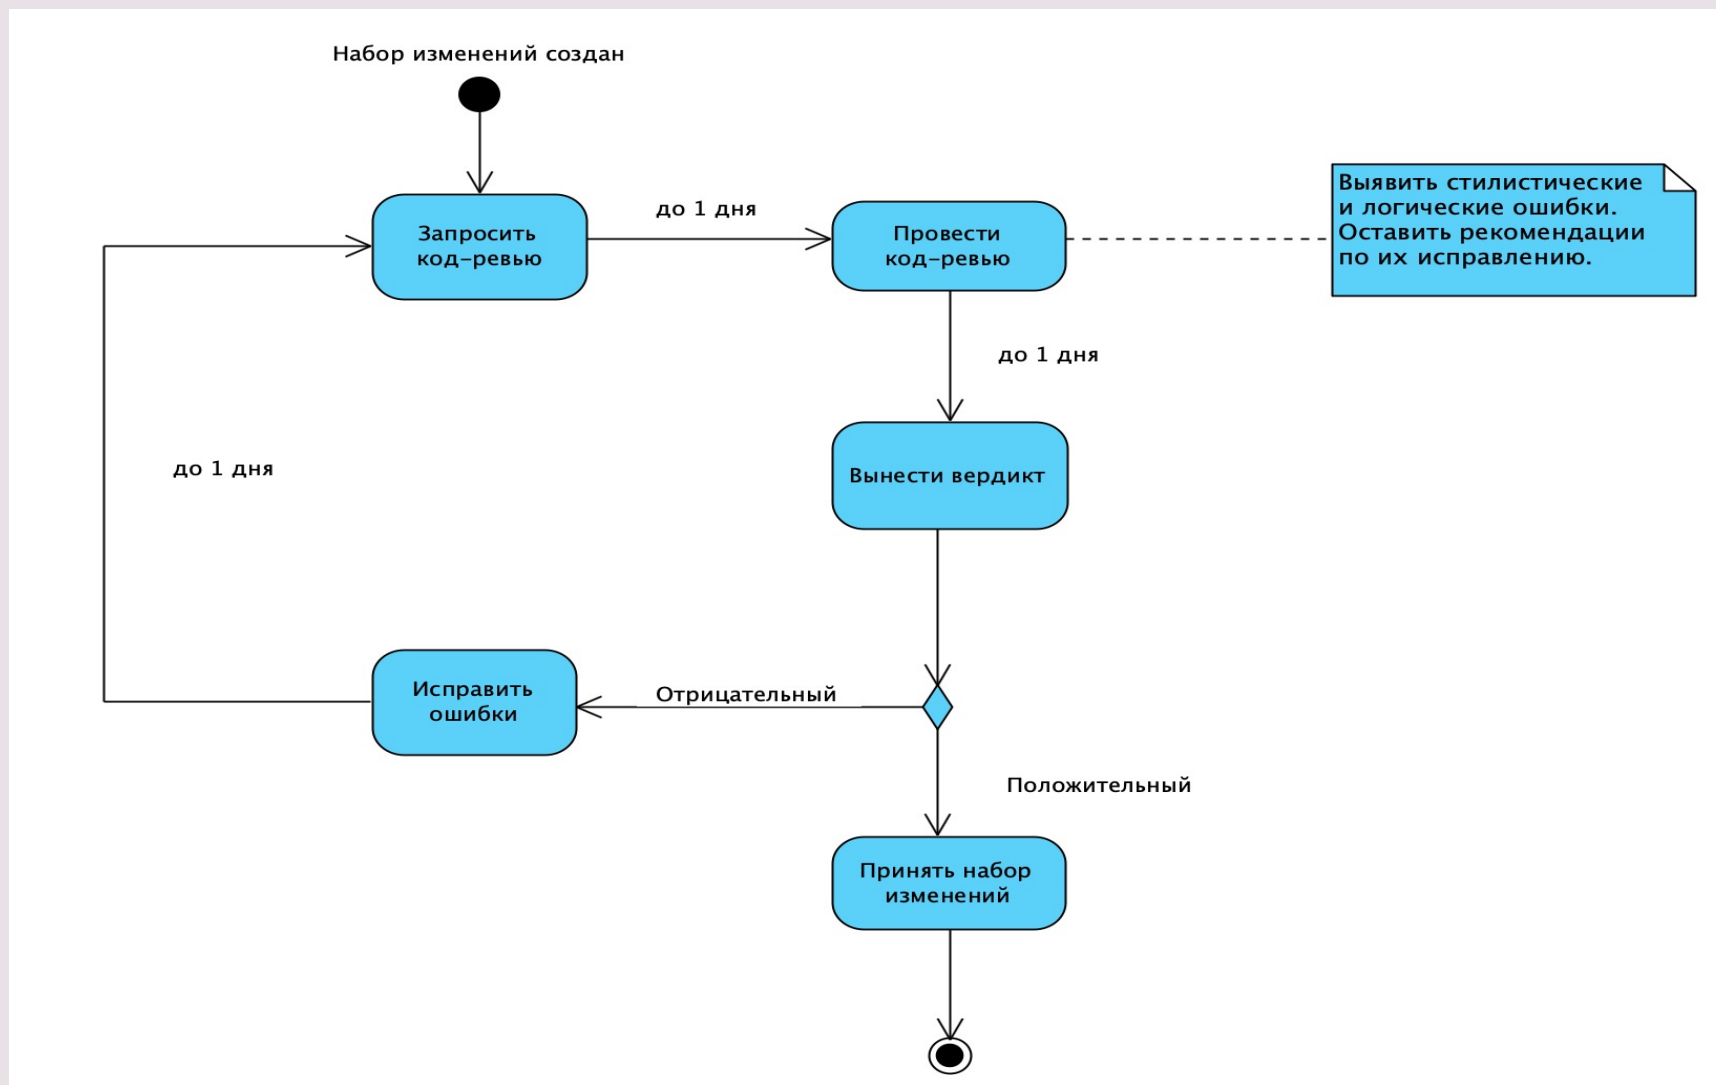 Набор изменений создан
Запросить
код-ревью
до 1 дня
Провести
код-ревью
Выявить стилистические
и логические ошибки.
Оставить рекомендации
по их исправлению.
до 1 дня
до 1 дня
Вынести вердикт
Исправить
ошибки
Отрицательный
Положительный
Принять набор
изменений